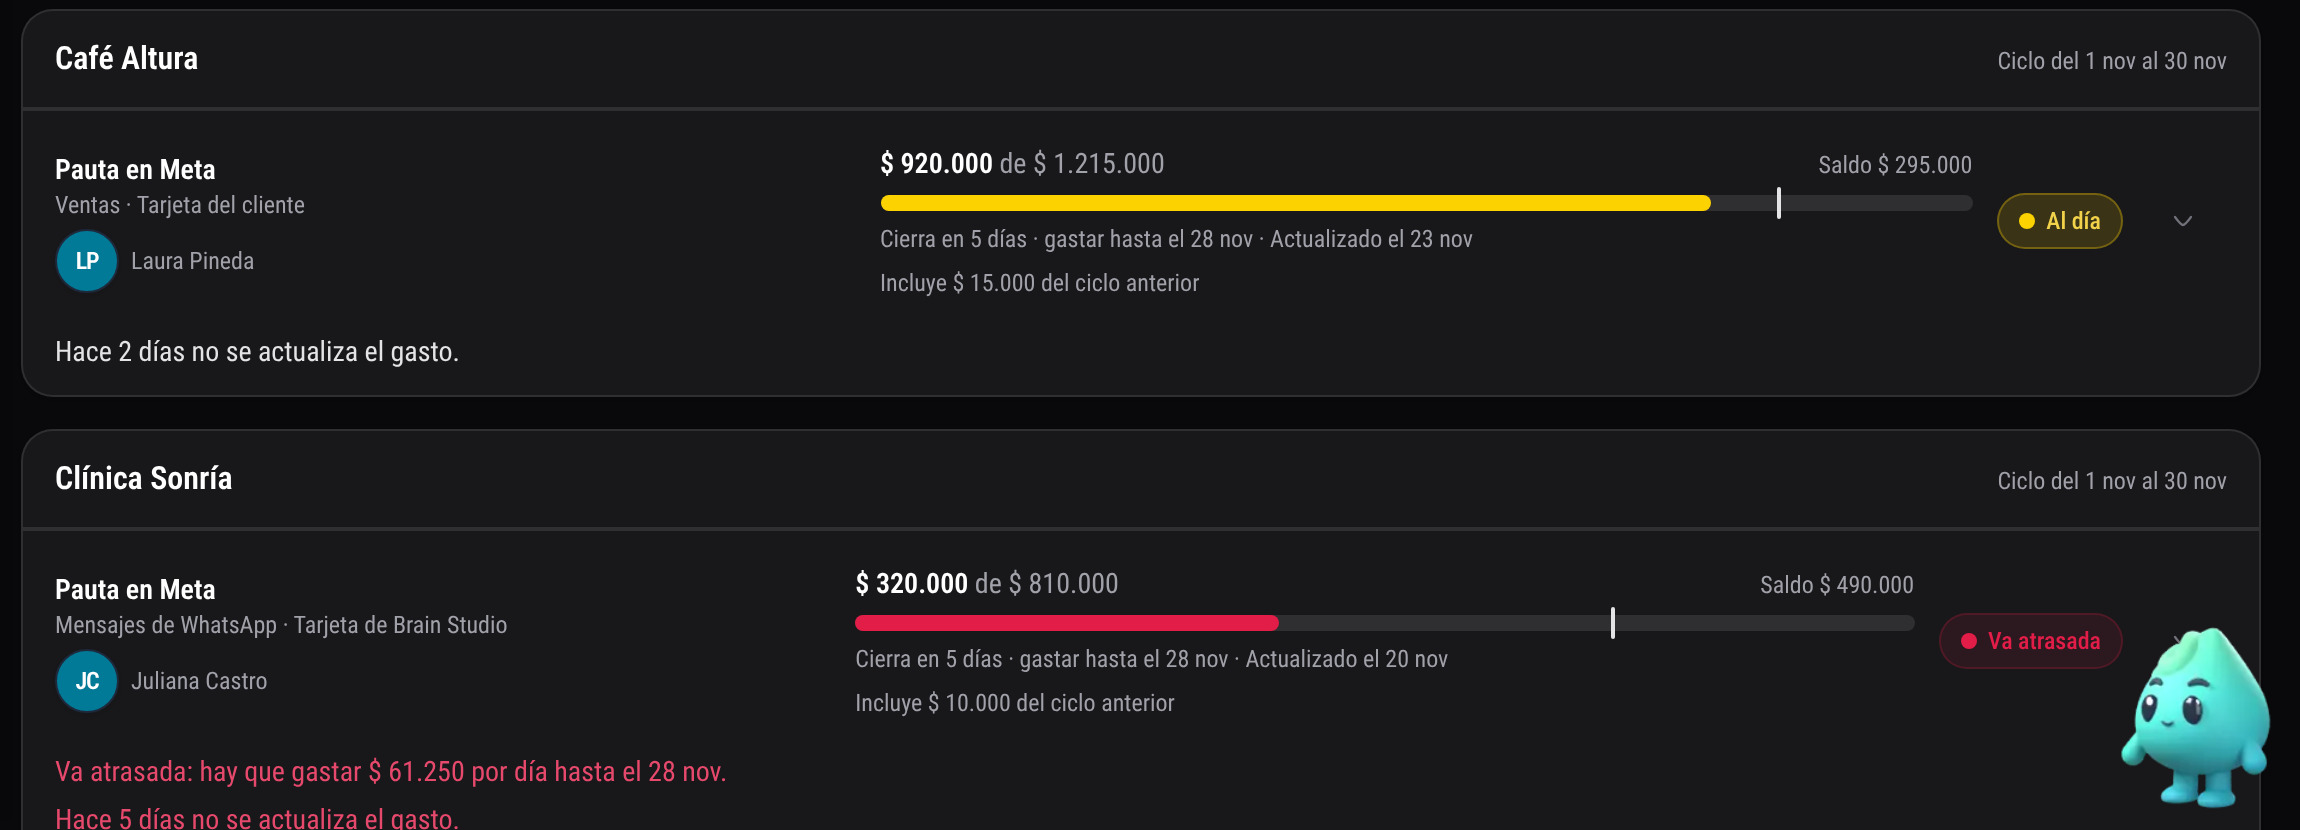 Café Altura
Ciclo del 1 nov al 30 nov
Pauta en Meta
Ventas · Tarjeta del cliente
LP
Laura Pineda
$ 920.000 de $ 1.215.000
Saldo $ 295.000
Cierra en 5 días · gastar hasta el 28 nov · Actualizado el 23 nov
Incluye $ 15.000 del ciclo anterior
Al día
Hace 2 días no se actualiza el gasto.
Clínica Sonría
Ciclo del 1 nov al 30 nov
Pauta en Meta
Mensajes de WhatsApp · Tarjeta de Brain Studio
JC
Juliana Castro
$ 320.000 de $ 810.000
Saldo $ 490.000
Cierra en 5 días · gastar hasta el 28 nov · Actualizado el 20 nov
Incluye $ 10.000 del ciclo anterior
Va atrasada
Va atrasada: hay que gastar $ 61.250 por día hasta el 28 nov.
Hace 5 días no se actualiza el gasto.